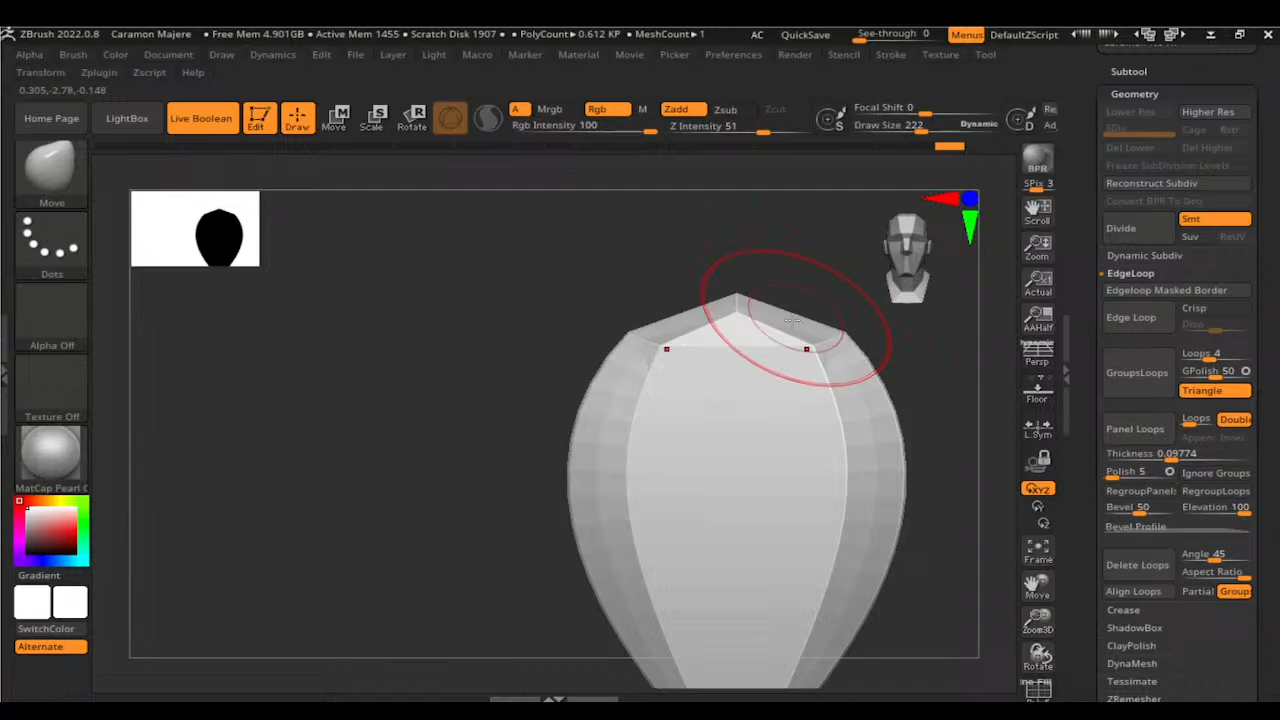 ZBrush 2022.0.8 Caramon Majere • Free Mem 4.901GB • Active Mem 1455 • Scratch Disk 1907 • PolyCount▸0.612 KP • MeshCount▸1 AC QuickSave See-through 0 Menus DefaultZScript
Alpha Brush Color Document Draw Dynamics Edit File Layer Light Macro Marker Material Movie Picker Preferences Render Stencil Stroke Texture Tool
Transform Zplugin Zscript Help
0.305,-2.78,-0.148
Home Page LightBox Live Boolean Edit Draw Move Scale Rotate
A Mrgb Rgb M Zadd Zsub Zcut
Rgb Intensity 100 Z Intensity 51
Focal Shift 0
Draw Size 222 Dynamic
S D
Re
Ad
Move
Dots
Alpha Off
Texture Off
MatCap Pearl
Gradient
SwitchColor
Alternate
BPR
SPix 3
Scroll
Zoom
Actual
AAHalf
Dynamic
Persp
Floor
L.Sym
XYZ
Y
Z
Frame
Move
Zoom3D
Rotate
Subtool
Geometry
Lower Res Higher Res
SDiv Cage Rstr
Del Lower Del Higher
Freeze SubDivision Levels
Reconstruct Subdiv
Convert BPR To Geo
Divide Smt
Suv ReUV
Dynamic Subdiv
EdgeLoop
Edgeloop Masked Border
Edge Loop Crisp
Disp
GroupsLoops Loops 4
GPolish 50
Triangle
Panel Loops Loops Double
Append Inner
Thickness 0.09774
Polish 5 Ignore Groups
RegroupPanels RegroupLoops
Bevel 50 Elevation 100
Bevel Profile
Delete Loops Angle 45
Aspect Ratio
Align Loops Partial Groups
Crease
ShadowBox
ClayPolish
DynaMesh
Tessimate
ZRemesher